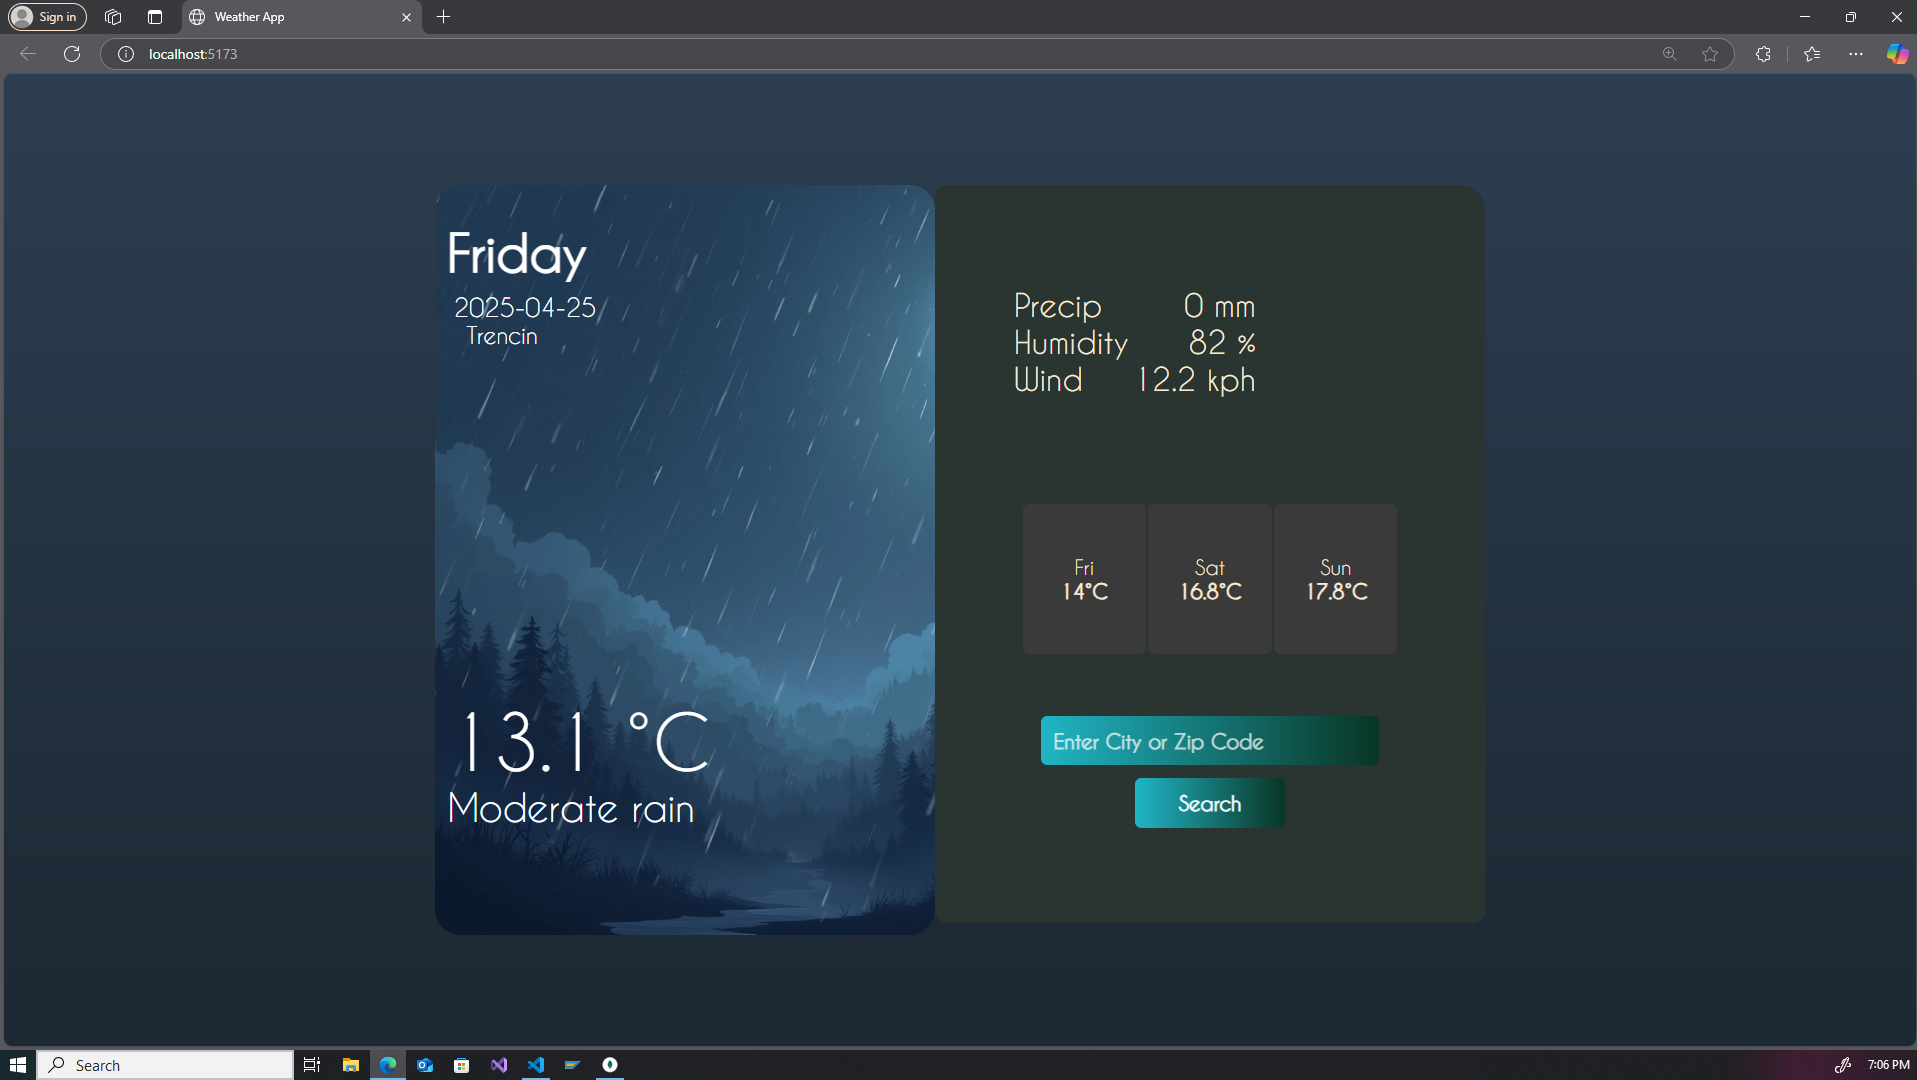 Sign in
Weather App
localhost:5173
Friday
2025-04-25
Trencin
13.1 °C
Moderate rain
Precip 0 mm
Humidity 82 %
Wind 12.2 kph
Fri Sat Sun
14°C 16.8°C 17.8°C
Enter City or Zip Code
Search
Search
7:06 PM